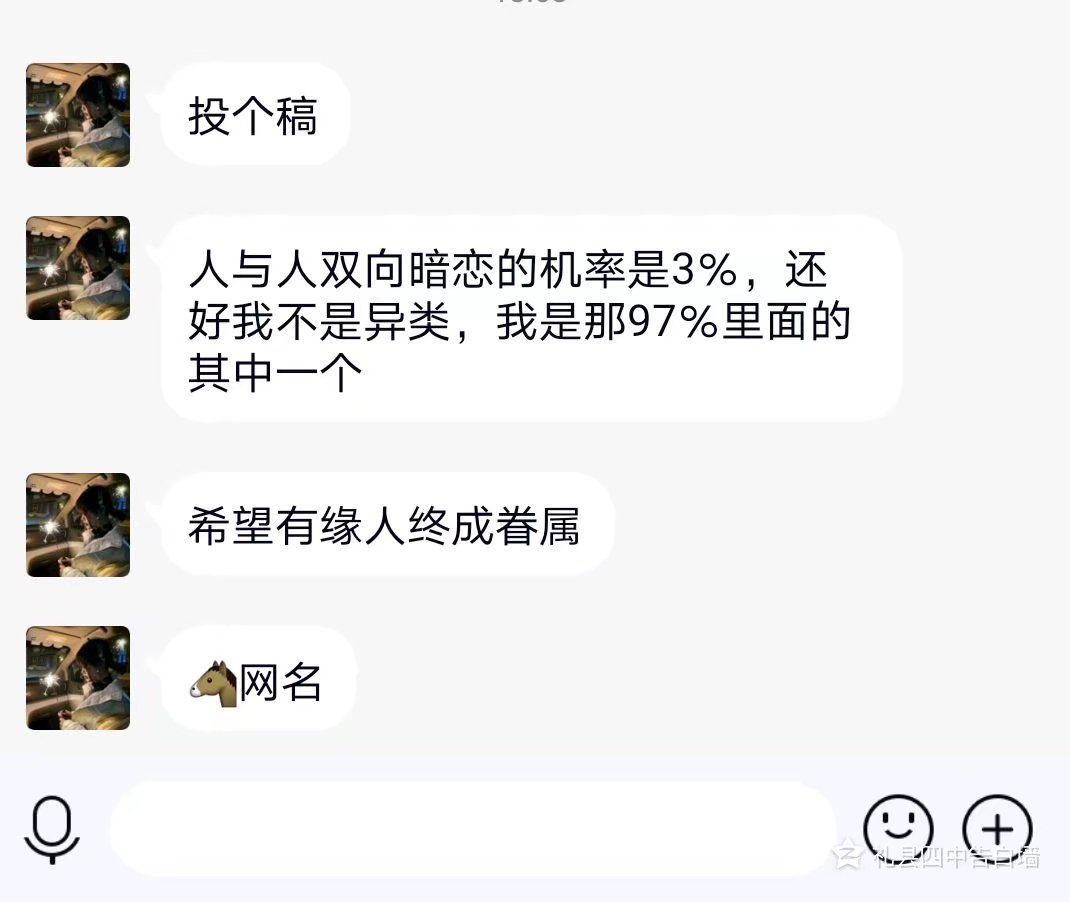 投个稿
人与人双向暗恋的机率是3%，还
好我不是异类，我是那97%里面的
其中一个
希望有缘人终成眷属
🐴网名
礼县四中告白墙